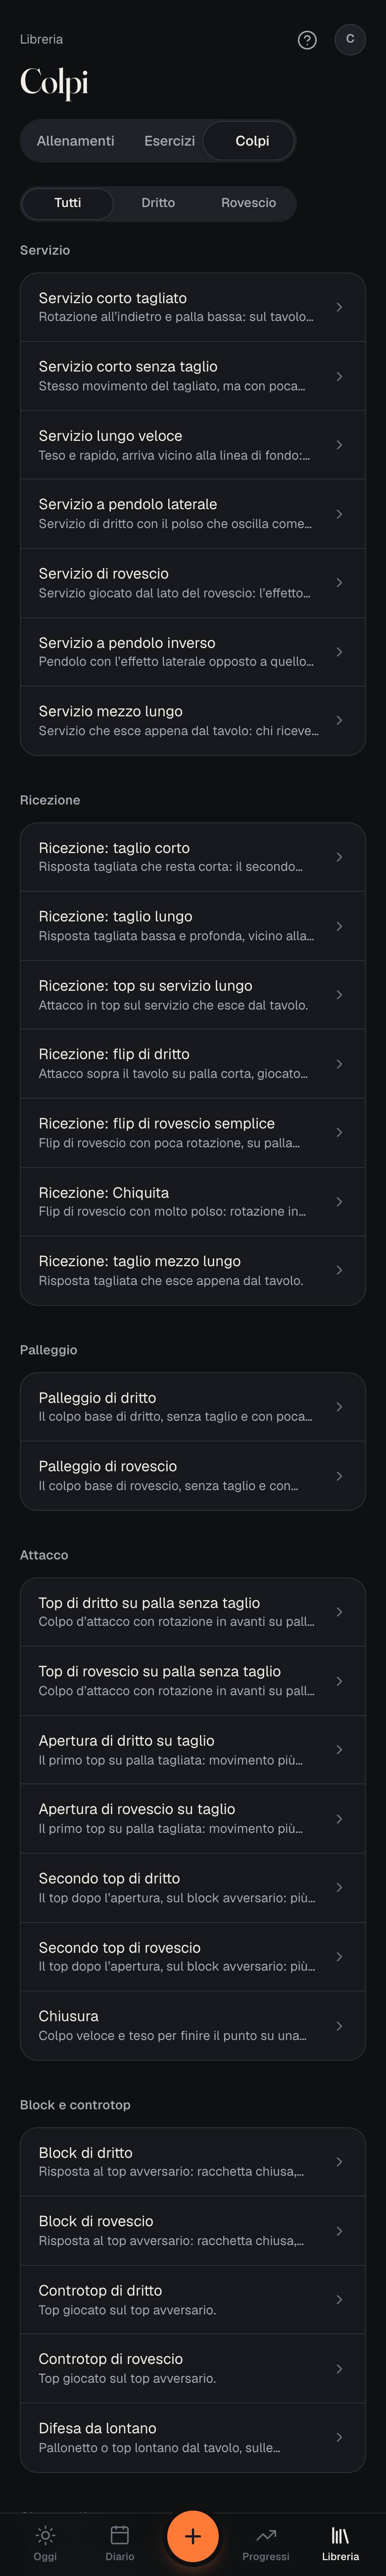 Libreria
C
Colpi
Allenamenti Esercizi Colpi
Tutti Dritto Rovescio
Servizio
Servizio corto tagliato
Rotazione all'indietro e palla bassa: sul tavolo…
Servizio corto senza taglio
Stesso movimento del tagliato, ma con poca…
Servizio lungo veloce
Teso e rapido, arriva vicino alla linea di fondo:…
Servizio a pendolo laterale
Servizio di dritto con il polso che oscilla come…
Servizio di rovescio
Servizio giocato dal lato del rovescio: l'effetto…
Servizio a pendolo inverso
Pendolo con l'effetto laterale opposto a quello…
Servizio mezzo lungo
Servizio che esce appena dal tavolo: chi riceve…
Ricezione
Ricezione: taglio corto
Risposta tagliata che resta corta: il secondo…
Ricezione: taglio lungo
Risposta tagliata bassa e profonda, vicino alla…
Ricezione: top su servizio lungo
Attacco in top sul servizio che esce dal tavolo.
Ricezione: flip di dritto
Attacco sopra il tavolo su palla corta, giocato…
Ricezione: flip di rovescio semplice
Flip di rovescio con poca rotazione, su palla…
Ricezione: Chiquita
Flip di rovescio con molto polso: rotazione in…
Ricezione: taglio mezzo lungo
Risposta tagliata che esce appena dal tavolo.
Palleggio
Palleggio di dritto
Il colpo base di dritto, senza taglio e con poca…
Palleggio di rovescio
Il colpo base di rovescio, senza taglio e con…
Attacco
Top di dritto su palla senza taglio
Colpo d'attacco con rotazione in avanti su pall…
Top di rovescio su palla senza taglio
Colpo d'attacco con rotazione in avanti su pall…
Apertura di dritto su taglio
Il primo top su palla tagliata: movimento più…
Apertura di rovescio su taglio
Il primo top su palla tagliata: movimento più…
Secondo top di dritto
Il top dopo l'apertura, sul block avversario: più…
Secondo top di rovescio
Il top dopo l'apertura, sul block avversario: più…
Chiusura
Colpo veloce e teso per finire il punto su una…
Block e controtop
Block di dritto
Risposta al top avversario: racchetta chiusa,…
Block di rovescio
Risposta al top avversario: racchetta chiusa,…
Controtop di dritto
Top giocato sul top avversario.
Controtop di rovescio
Top giocato sul top avversario.
Difesa da lontano
Pallonetto o top lontano dal tavolo, sulle…
Oggi Diario Progressi Libreria